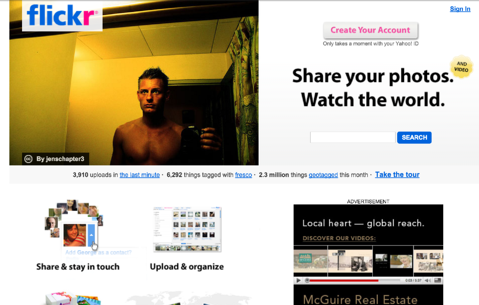 flickr
Sign In
Create Your Account
Only takes a moment with your Yahoo! ID
AND
VIDEO
Share your photos.
Watch the world.
SEARCH
By jenschapter3
3,910 uploads in the last minute · 6,292 things tagged with fresco · 2.3 million things geotagged this month · Take the tour
ADVERTISEMENT
Local heart — global reach.
DISCOVER OUR VIDEOS:
Add George as a contact?
Share & stay in touch
Upload & organize
McGuire Real Estate